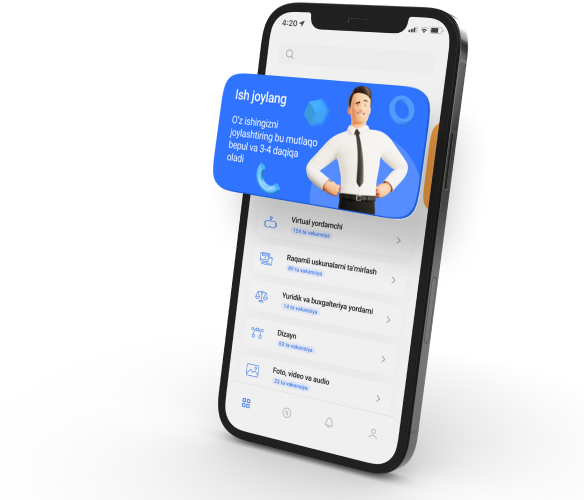 4:20
Ish joylang
O'z ishingizni
joylashtiring bu mutlaqo
bepul va 3-4 daqiqa
oladi
Virtual yordamchi
154 ta vakansiya
Raqamli uskunalarni ta'mirlash
89 ta vakansiya
Yuridik va buxgalteriya yordami
14 ta vakansiya
Dizayn
63 ta vakansiya
Foto, video va audio
23 ta vakansiya